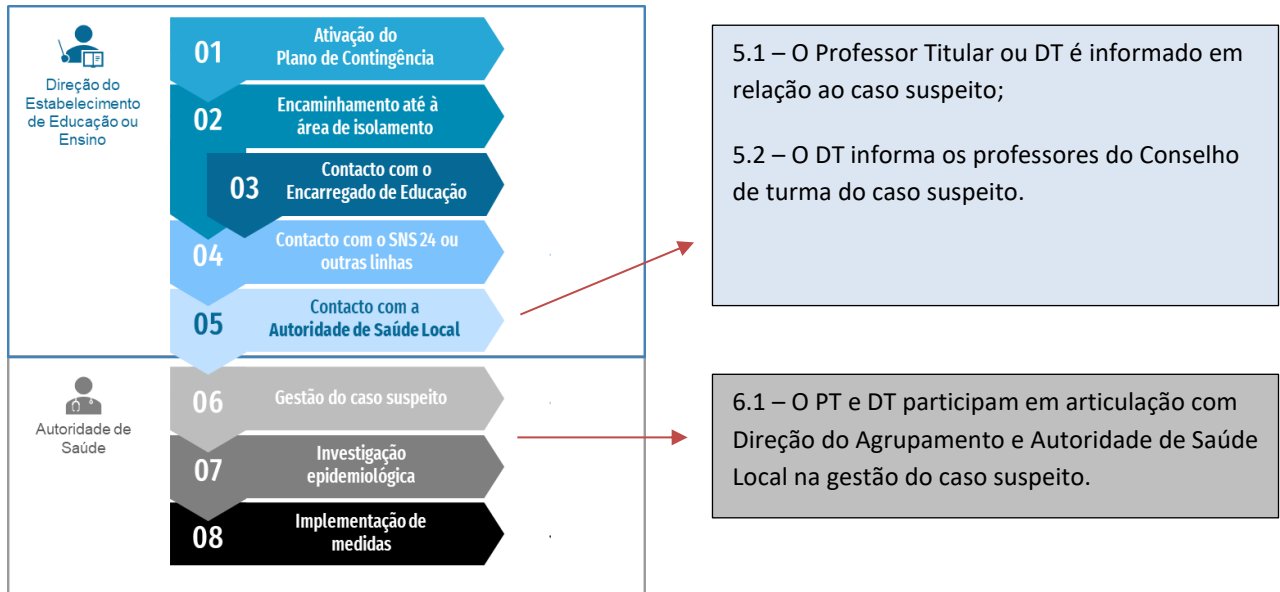 Direção do
Estabelecimento
de Educação ou
Ensino
01
Ativação do
Plano de Contingência
02
Encaminhamento até à
área de isolamento
03
Contacto com o
Encarregado de Educação
04
Contacto com o SNS 24 ou
outras linhas
05
Contacto com a
Autoridade de Saúde Local
5.1 – O Professor Titular ou DT é informado em
relação ao caso suspeito;
5.2 – O DT informa os professores do Conselho
de turma do caso suspeito.
Autoridade de
Saúde
06
Gestão do caso suspeito
07
Investigação
epidemiológica
08
Implementação de
medidas
6.1 – O PT e DT participam em articulação com
Direção do Agrupamento e Autoridade de Saúde
Local na gestão do caso suspeito.